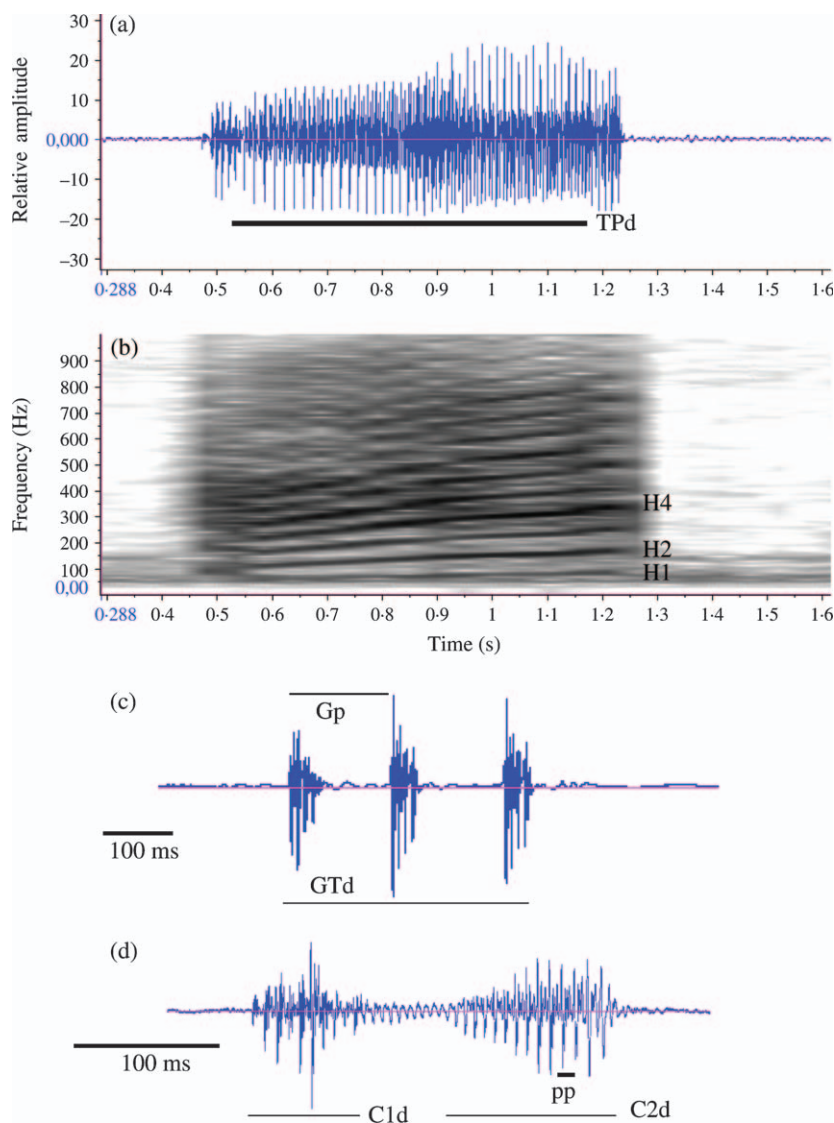 (a)
30
20
10
0,000
−10
−20
−30
Relative amplitude
TPd
0·288 0·4 0·5 0·6 0·7 0·8 0·9 1 1·1 1·2 1·3 1·4 1·5 1·6
(b)
900
800
700
600
500
400
300
200
100
0,00
Frequency (Hz)
H4
H2
H1
0·288 0·4 0·5 0·6 0·7 0·8 0·9 1 1·1 1·2 1·3 1·4 1·5 1·6
Time (s)
(c)
Gp
100 ms
GTd
(d)
100 ms
pp
C1d
C2d